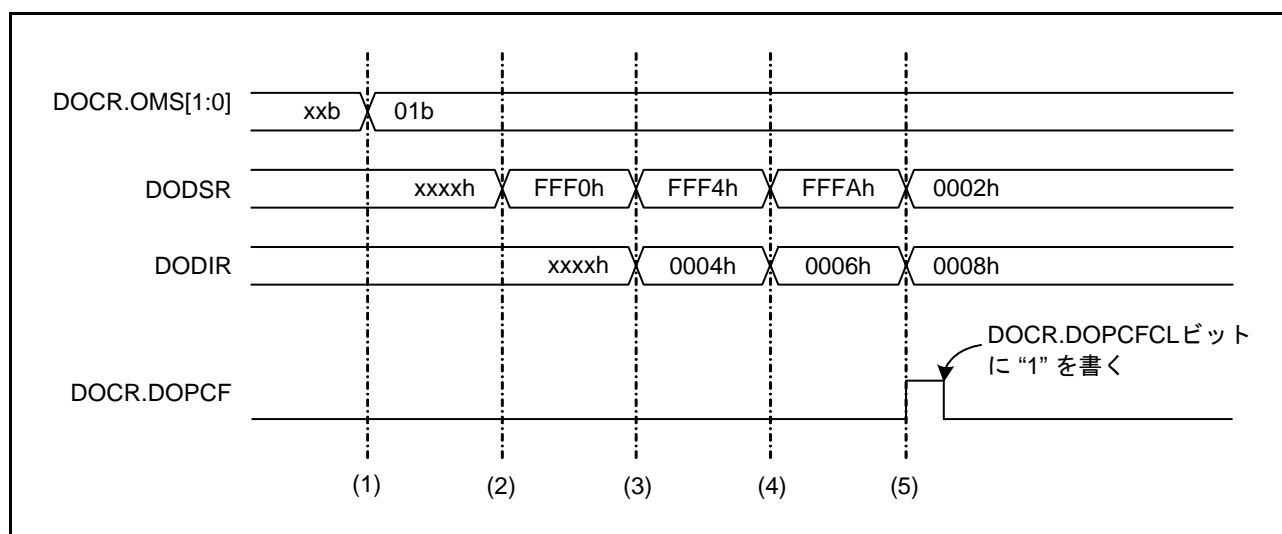 DOCR.OMS[1:0] xxb 01b
DODSR xxxxh FFF0h FFF4h FFFAh 0002h
DODIR xxxxh 0004h 0006h 0008h
DOCR.DOPCFCLビット
に “1” を書く
DOCR.DOPCF
(1) (2) (3) (4) (5)